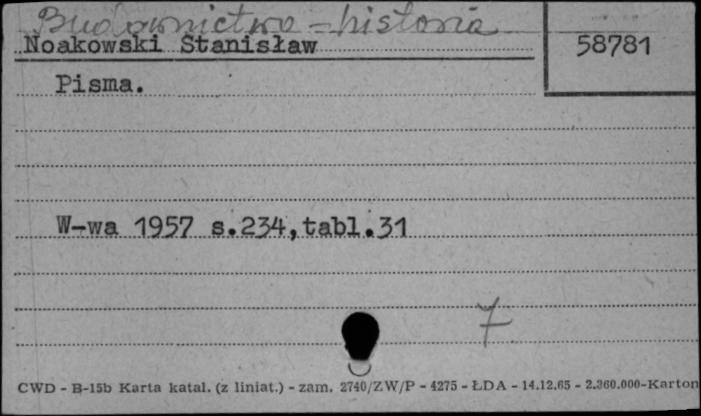 Budownictwo - historia
Noakowski Stanisław
58781
Pisma.
W-wa 1957 s.234,tabl.31
7
CWD - B-15b Karta katal. (z liniat.) - zam. 2740/ZW/P - 4275 - ŁDA - 14.12.65 - 2.360.000-Karton